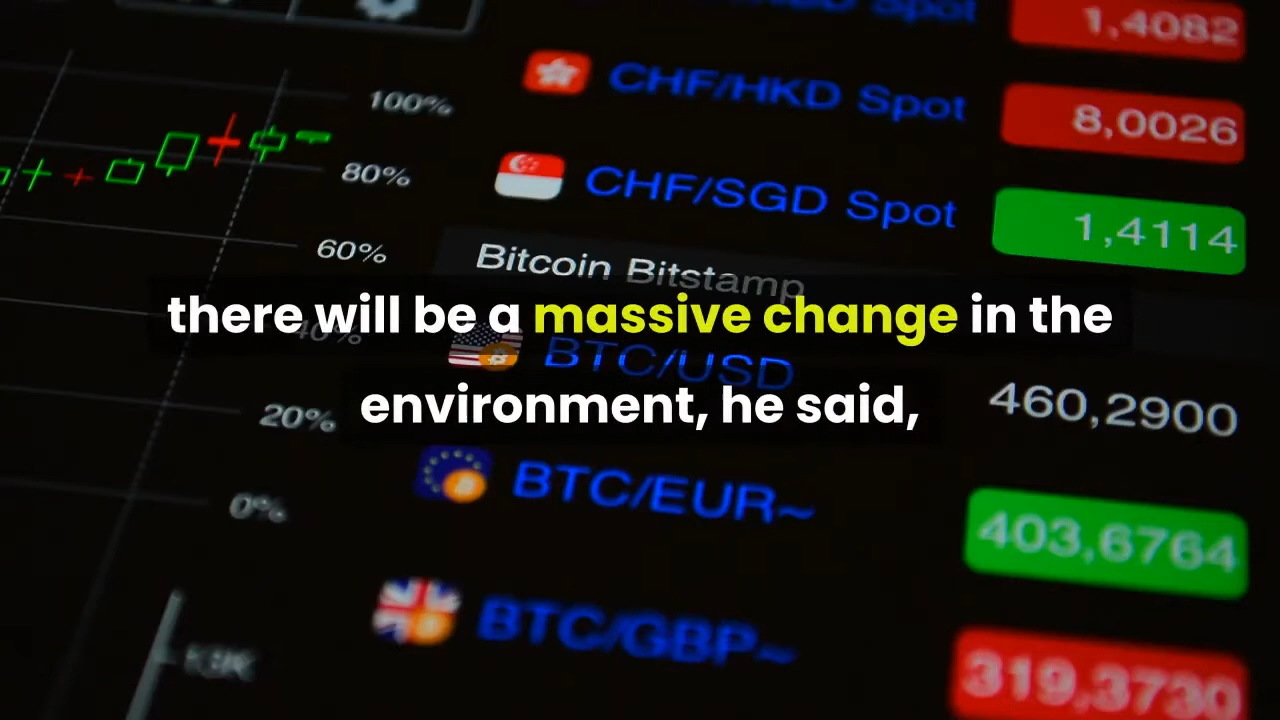 1,4082
100%
CHF/HKD Spot
8,0026
80%
CHF/SGD Spot
1,4114
60%
Bitcoin Bitstamp
there will be a massive change in the
40%
BTC/USD
environment, he said,
460,2900
20%
BTC/EUR~
403,6764
0%
BTC/GBP~
319,3730